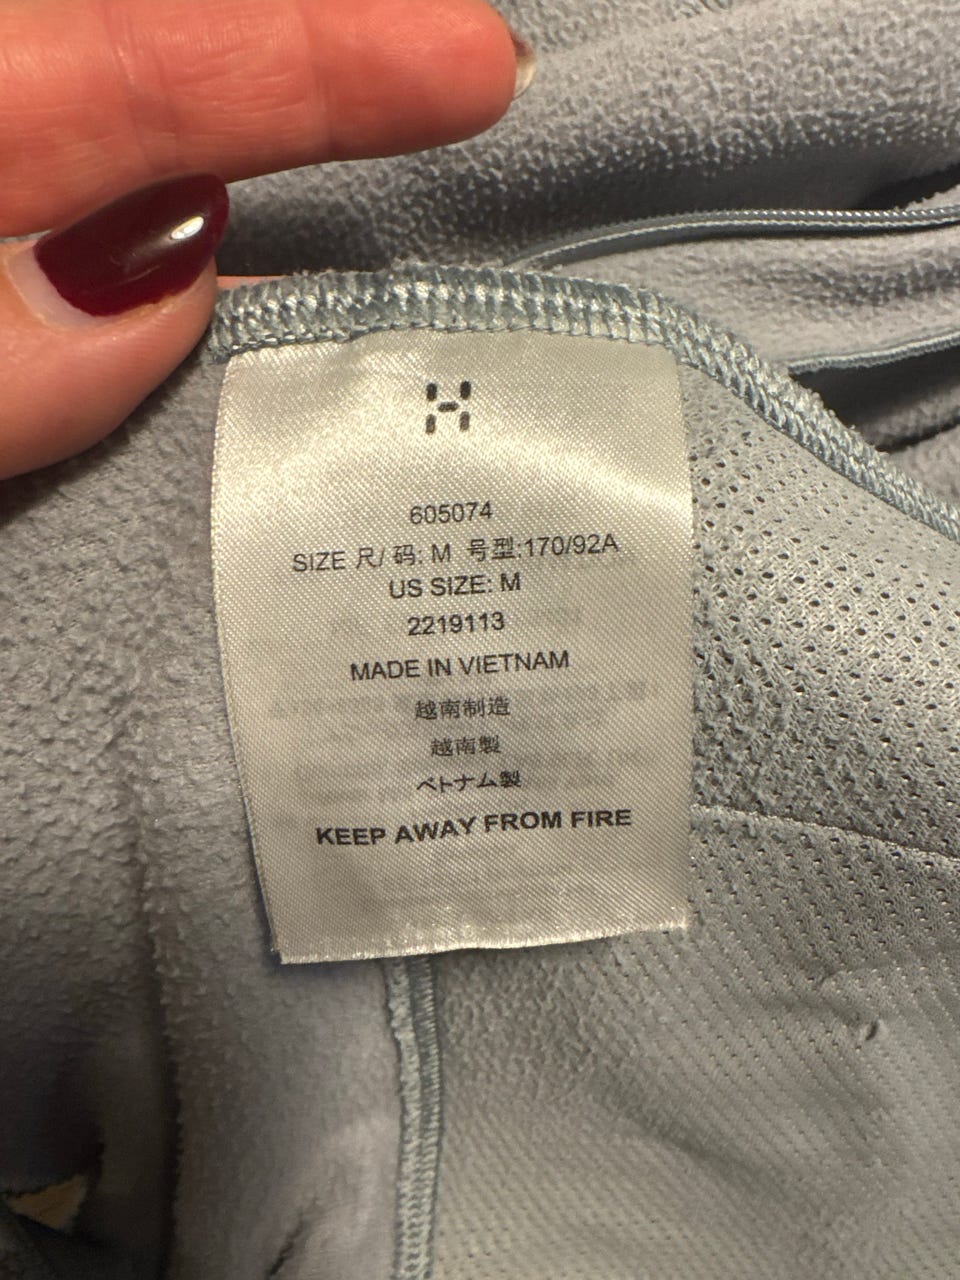 H
605074
SIZE 尺/ 码: M 号型:170/92A
US SIZE: M
2219113
MADE IN VIETNAM
越南制造
越南製
ベトナム製
KEEP AWAY FROM FIRE